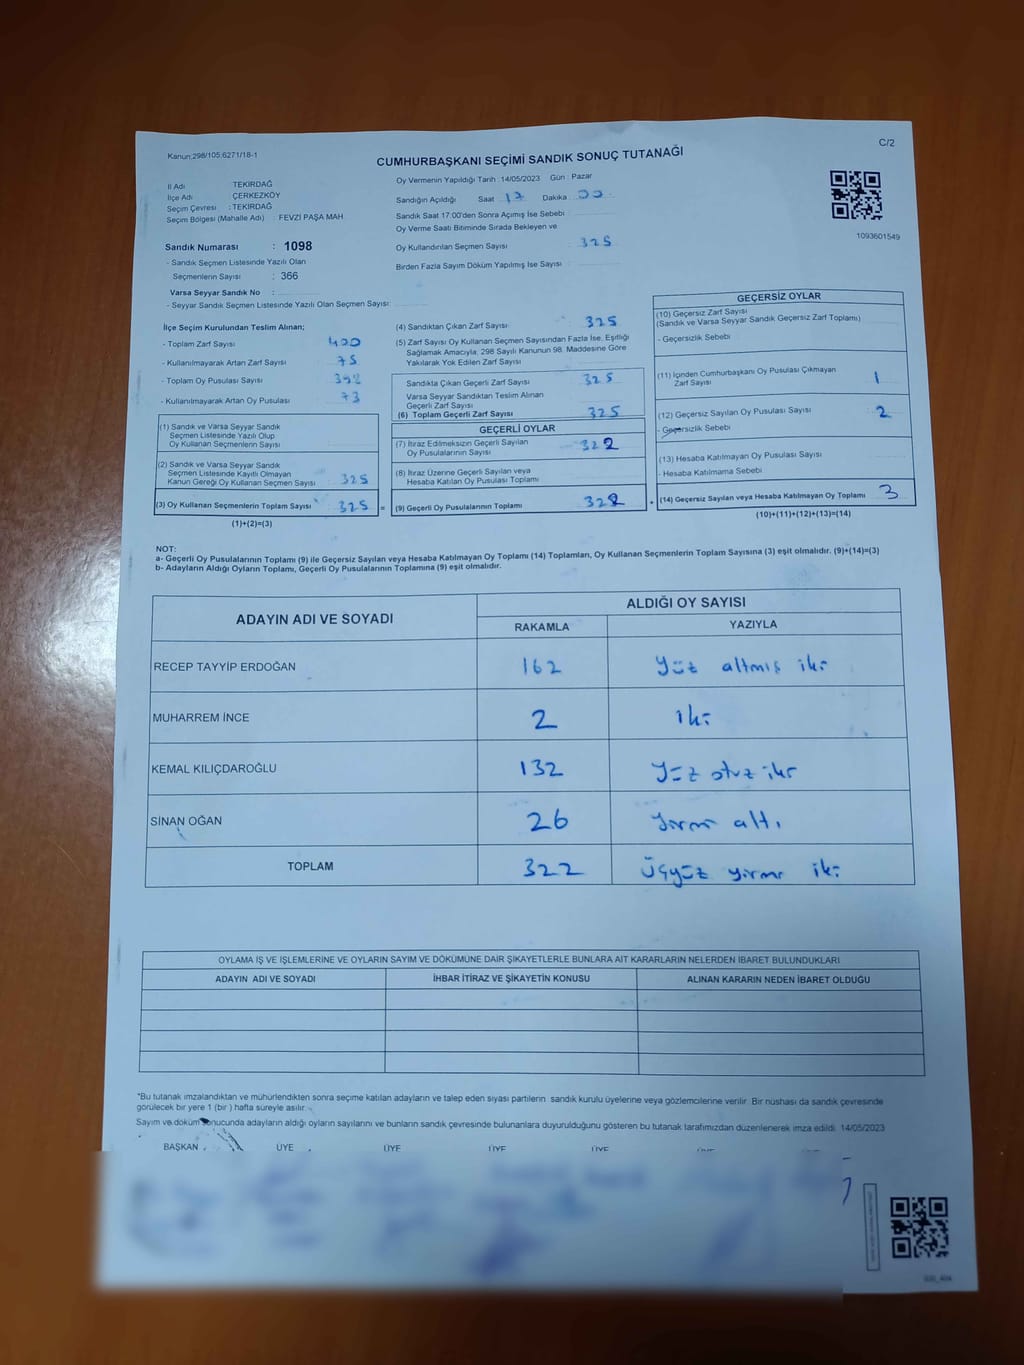 Kanun:298/105:6271/18-1
C/2
CUMHURBAŞKANI SEÇİMİ SANDIK SONUÇ TUTANAĞI
İl Adı TEKİRDAĞ
İlçe Adı : ÇERKEZKÖY
Seçim Çevresi : TEKİRDAĞ
Seçim Bölgesi (Mahalle Adı) : FEVZİ PAŞA MAH.
Sandık Numarası : 1098
- Sandık Seçmen Listesinde Yazılı Olan
Seçmenlerin Sayısı : 366
Varsa Seyyar Sandık No :
- Seyyar Sandık Seçmen Listesinde Yazılı Olan Seçmen Sayısı:
Oy Vermenin Yapıldığı Tarih : 14/05/2023 Gün : Pazar
Sandığın Açıldığı Saat 17 Dakika 00
Sandık Saat 17:00'den Sonra Açımış İse Sebebi
Oy Verme Saati Bitiminde Sırada Bekleyen ve
Oy Kullandırılan Seçmen Sayısı : 325
Birden Fazla Sayım Döküm Yapılmış İse Sayısı
1093601549
İlçe Seçim Kurulundan Teslim Alınan;
- Toplam Zarf Sayısı 400
- Kullanılmayarak Artan Zarf Sayısı 75
- Toplam Oy Pusulası Sayısı 398
- Kullanılmayarak Artan Oy Pusulası 73
(1) Sandık ve Varsa Seyyar Sandık
Seçmen Listesinde Yazılı Olup
Oy Kullanan Seçmenlerin Sayısı
(2) Sandık ve Varsa Seyyar Sandık
Seçmen Listesinde Kayıtlı Olmayan
Kanun Gereği Oy Kullanan Seçmen Sayısı 325
(3) Oy Kullanan Seçmenlerin Toplam Sayısı 325 =
(1)+(2)=(3)
(4) Sandıktan Çıkan Zarf Sayısı 325
(5) Zarf Sayısı Oy Kullanan Seçmen Sayısından Fazla İse, Eşitliği
Sağlamak Amacıyla, 298 Sayılı Kanunun 98. Maddesine Göre
Yakılarak Yok Edilen Zarf Sayısı
Sandıkta Çıkan Geçerli Zarf Sayısı 325
Varsa Seyyar Sandıktan Teslim Alınan
Geçerli Zarf Sayısı
(6) Toplam Geçerli Zarf Sayısı 325
GEÇERLİ OYLAR
(7) İtiraz Edilmeksizin Geçerli Sayılan
Oy Pusulalarının Sayısı 322
(8) İtiraz Üzerine Geçerli Sayılan veya
Hesaba Katılan Oy Pusulası Toplamı
(9) Geçerli Oy Pusulalarının Toplamı 322 +
GEÇERSİZ OYLAR
(10) Geçersiz Zarf Sayısı
(Sandık ve Varsa Seyyar Sandık Geçersiz Zarf Toplamı)
- Geçersizlik Sebebi
(11) İçinden Cumhurbaşkanı Oy Pusulası Çıkmayan
Zarf Sayısı 1
(12) Geçersiz Sayılan Oy Pusulası Sayısı 2
- Geçersizlik Sebebi
(13) Hesaba Katılmayan Oy Pusulası Sayısı
- Hesaba Katılmama Sebebi
(14) Geçersiz Sayılan veya Hesaba Katılmayan Oy Toplamı 3
(10)+(11)+(12)+(13)=(14)
NOT:
a- Geçerli Oy Pusulalarının Toplamı (9) ile Geçersiz Sayılan veya Hesaba Katılmayan Oy Toplamı (14) Toplamları, Oy Kullanan Seçmenlerin Toplam Sayısına (3) eşit olmalıdır. (9)+(14)=(3)
b- Adayların Aldığı Oyların Toplamı, Geçerli Oy Pusulalarının Toplamına (9) eşit olmalıdır.
ADAYIN ADI VE SOYADI ALDIĞI OY SAYISI
RAKAMLA YAZIYLA
RECEP TAYYİP ERDOĞAN 162 yüz altmış iki
MUHARREM İNCE 2 iki
KEMAL KILIÇDAROĞLU 132 yüz otuz iki
SİNAN OĞAN 26 yirmi altı
TOPLAM 322 üçyüz yirmi iki
OYLAMA İŞ VE İŞLEMLERİNE VE OYLARIN SAYIM VE DÖKÜMÜNE DAİR ŞİKAYETLERLE BUNLARA AİT KARARLARIN NELERDEN İBARET BULUNDUKLARI
ADAYIN ADI VE SOYADI İHBAR İTİRAZ VE ŞİKAYETİN KONUSU ALINAN KARARIN NEDEN İBARET OLDUĞU
*Bu tutanak imzalandıktan ve mühürlendikten sonra seçime katılan adayların ve talep eden siyasi partilerin sandık kurulu üyelerine veya gözlemcilerine verilir. Bir nüshası da sandık çevresinde
görülecek bir yere 1 (bir ) hafta süreyle asılır.
Sayım ve döküm sonucunda adayların aldığı oyların sayılarını ve bunların sandık çevresinde bulunanlara duyurulduğunu gösteren bu tutanak tarafımızdan düzenlenerek imza edildi. 14/05/2023
BAŞKAN ÜYE ÜYE ÜYE ÜYE ÜYE